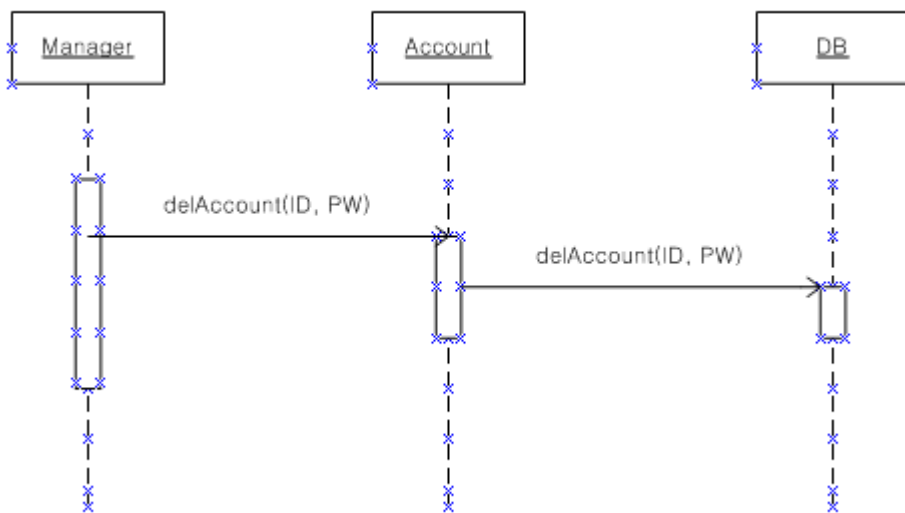 Manager
Account
DB
delAccount(ID, PW)
delAccount(ID, PW)